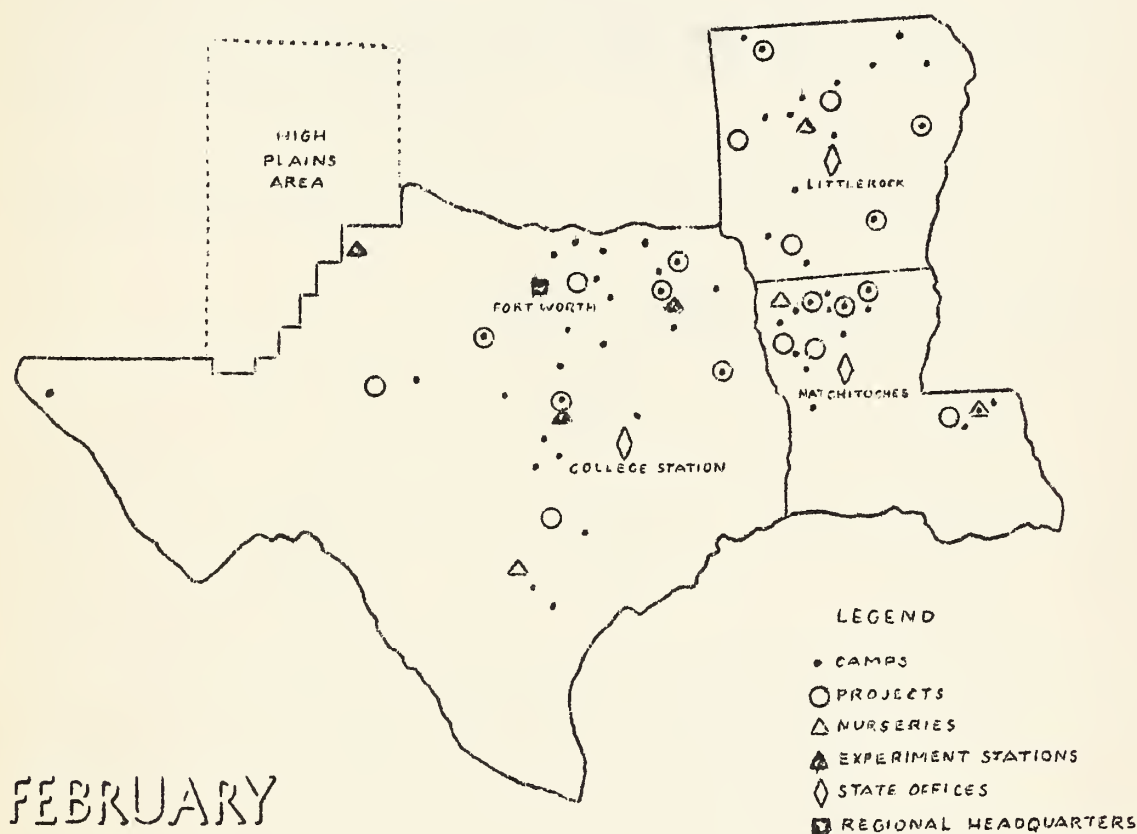 HIGH
PLAINS
AREA
LITTLEROCK
FORT WORTH
NATCHITOCHES
COLLEGE STATION
LEGEND
CAMPS
PROJECTS
NURSERIES
EXPERIMENT STATIONS
STATE OFFICES
REGIONAL HEADQUARTERS
FEBRUARY